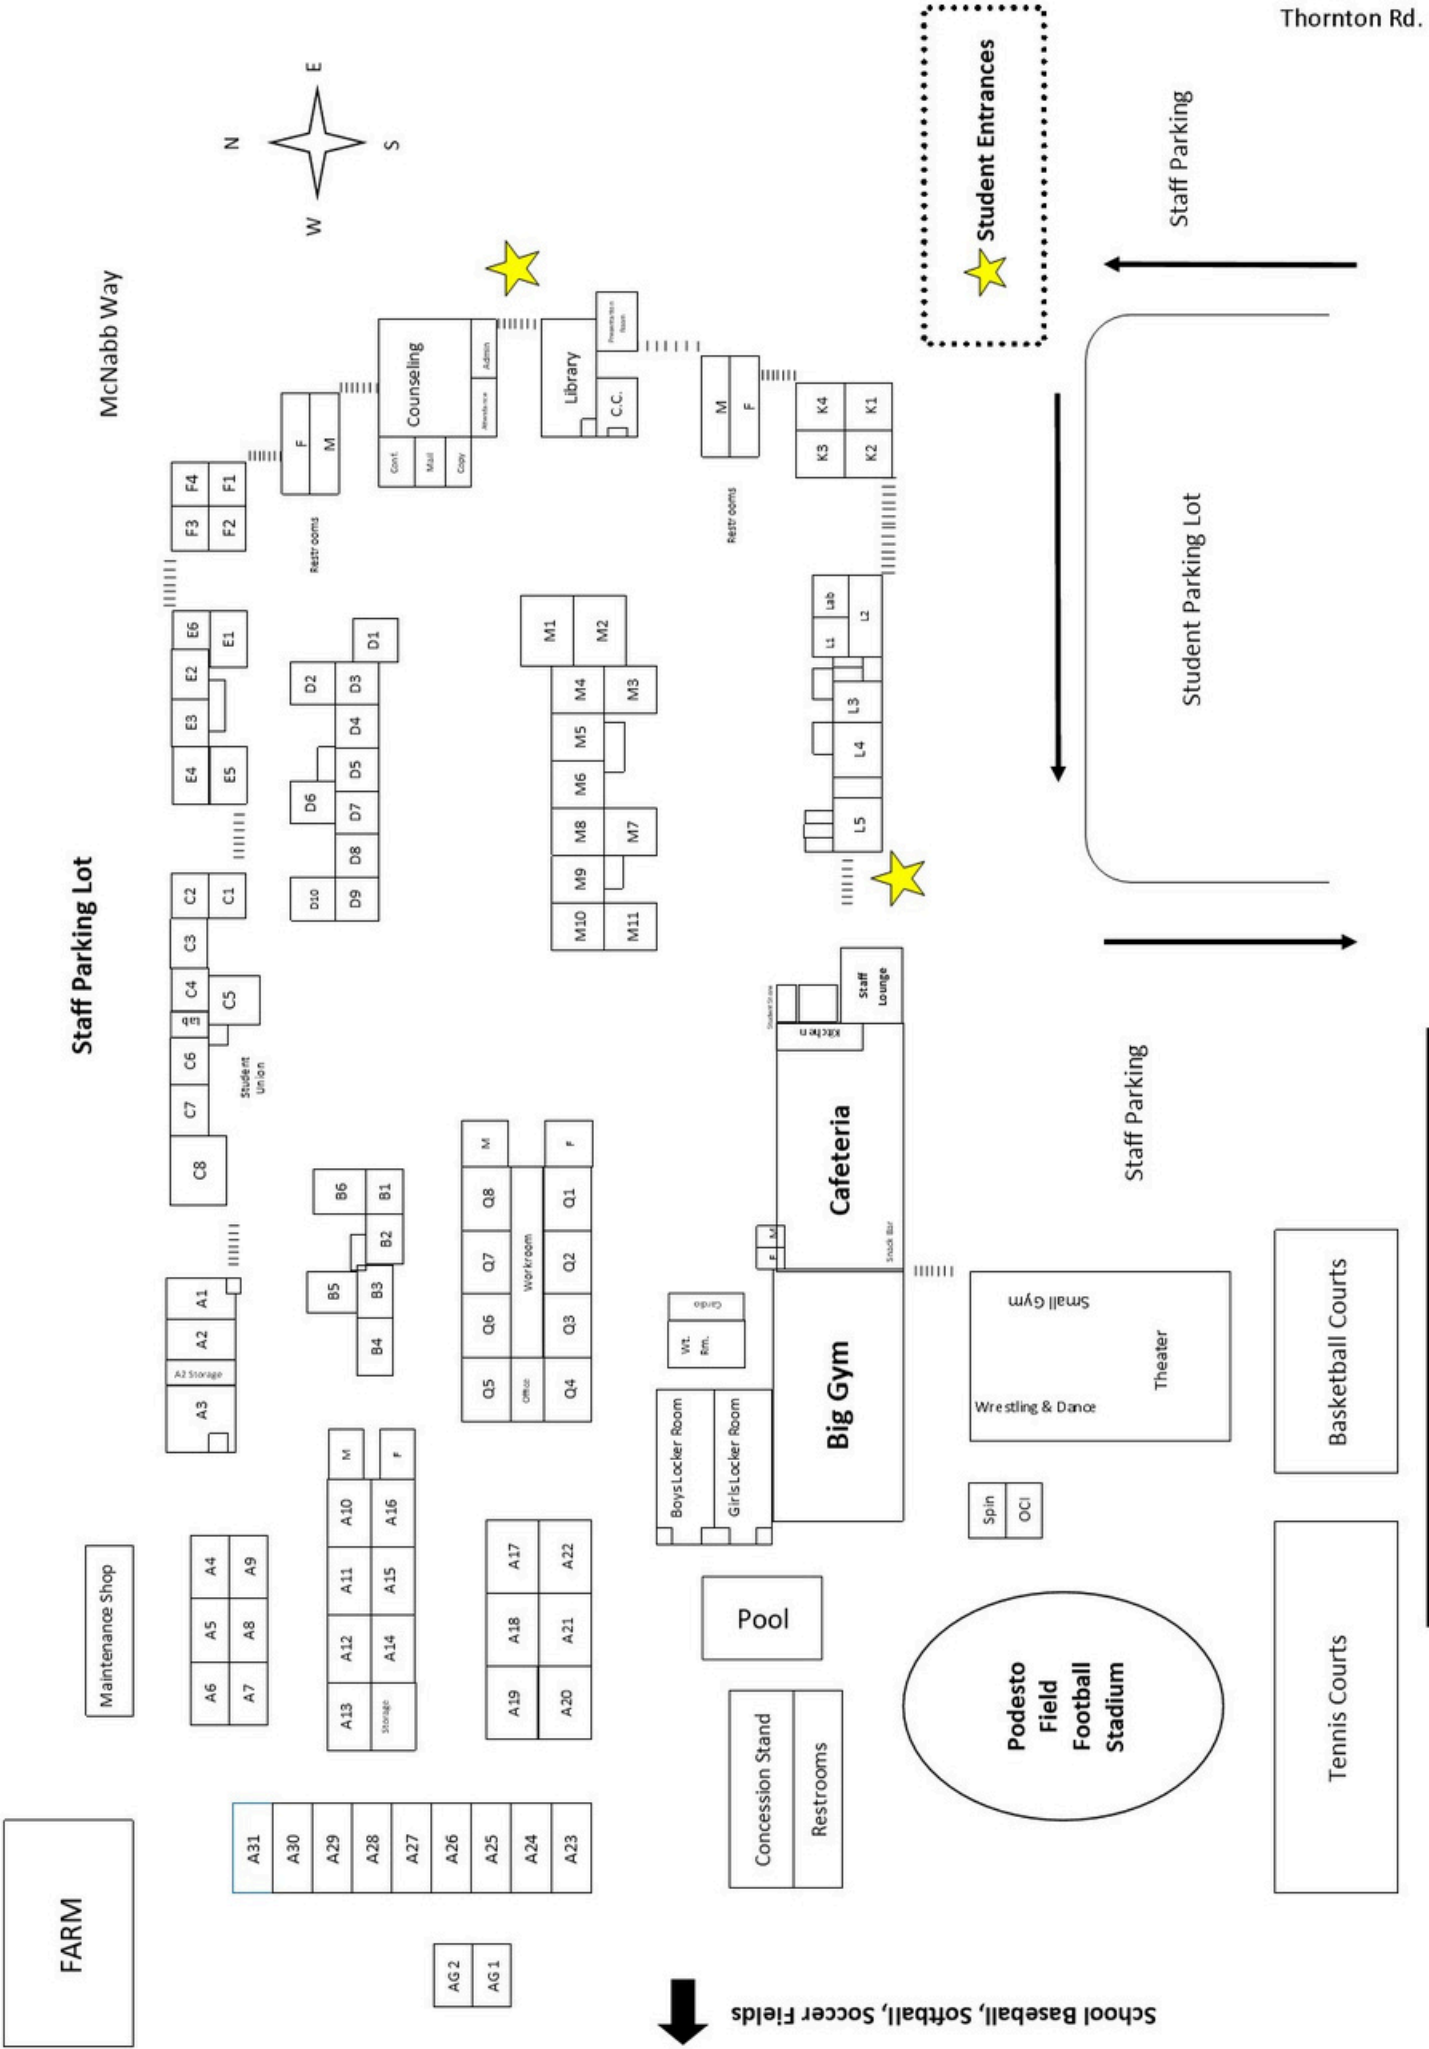 Thornton Rd.
Student Entrances
Staff Parking
E
N
S
W
McNabb Way
Counseling
Admin
Attendance
Conf.
Mail
Copy
Library
Presentation
Room
C.C.
F
M
Restrooms
M
F
Restrooms
K4
K1
K3
K2
F4
F1
F3
F2
Student Parking Lot
E6
E1
E2
E3
E4
E5
D1
D2
D3
D4
D5
D6
D7
D8
D10
D9
M1
M2
M4
M3
M5
M6
M8
M7
M9
M10
M11
Lab
L1
L2
L3
L4
L5
Staff Parking Lot
C2
C1
C3
C4
C5
Lab
C6
C7
C8
Student
Union
Staff
Lounge
Student Store
Kitchen
Cafeteria
Snack Bar
M
F
Staff Parking
B6
B1
B2
B5
B3
B4
M
F
Q8
Q1
Q7
Q2
Workroom
Q6
Q3
Q5
Office
Q4
A1
A2
A2 Storage
A3
Cardio
Wt.
Rm.
Big Gym
Boys Locker Room
Girls Locker Room
Small Gym
Theater
Wrestling & Dance
Basketball Courts
Spin
OCI
M
F
A10
A16
A11
A15
A12
A14
A13
Storage
Maintenance Shop
A4
A9
A5
A8
A6
A7
A17
A22
A18
A21
A19
A20
Pool
Podesto
Field
Football
Stadium
Tennis Courts
Concession Stand
Restrooms
FARM
A31
A30
A29
A28
A27
A26
A25
A24
A23
AG 2
AG 1
School Baseball, Softball, Soccer Fields